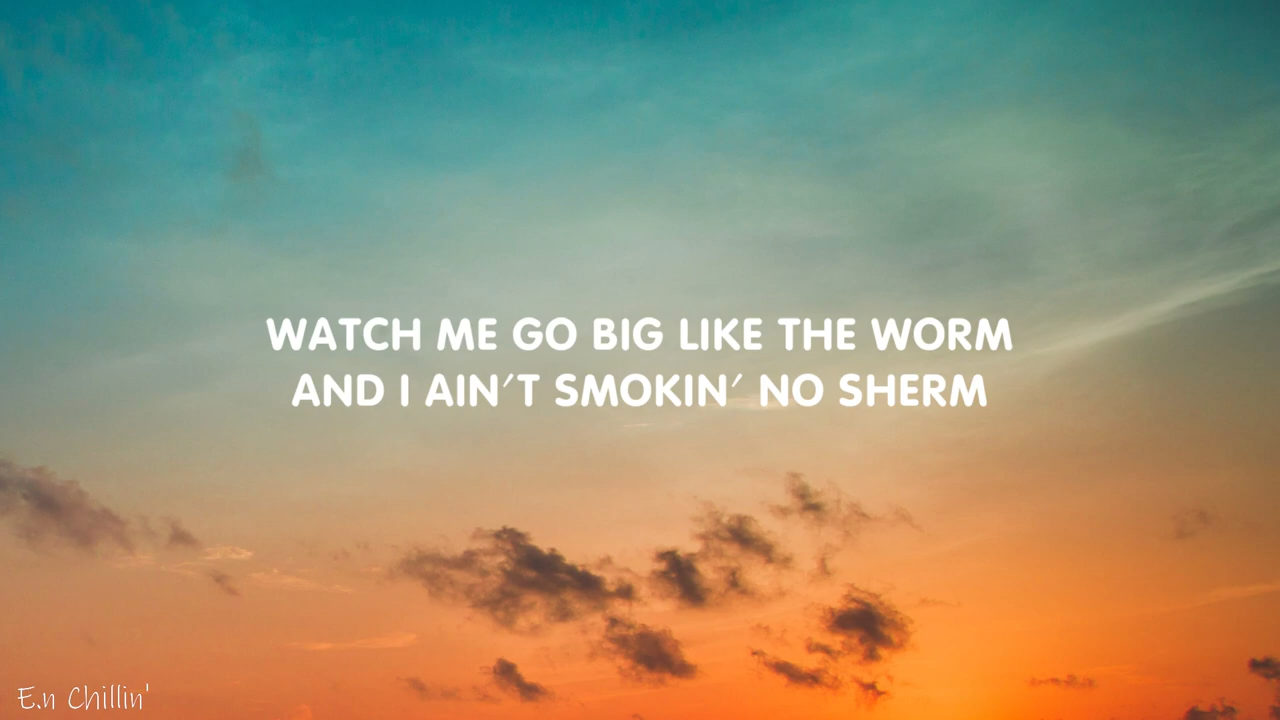 WATCH ME GO BIG LIKE THE WORM
AND I AIN'T SMOKIN' NO SHERM
E.n Chillin'